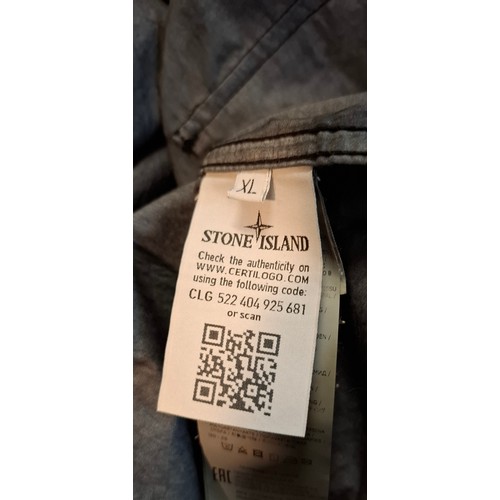 XL
STONE ISLAND
Check the authenticity on
WWW.CERTILOGO.COM
using the following code:
CLG 522 404 925 681
or scan
EAC